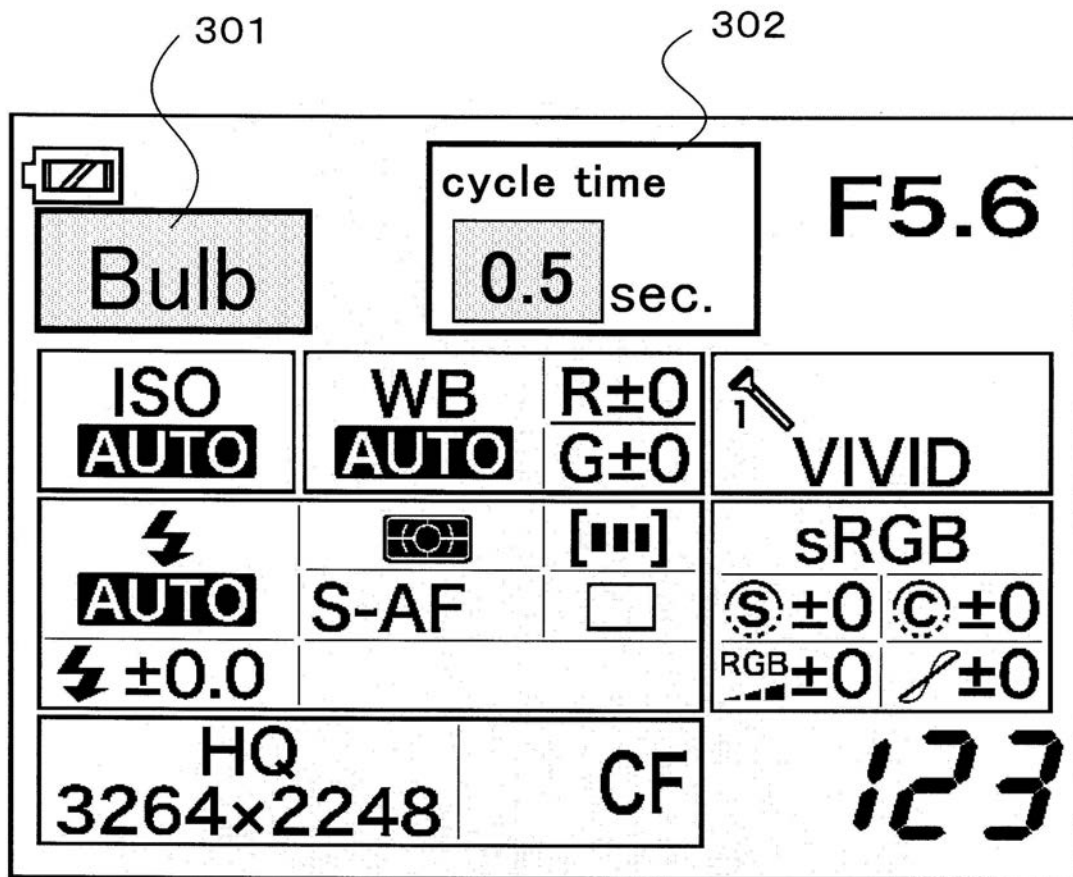 301
302
cycle time
F5.6
Bulb
0.5 sec.
ISO
AUTO
WB
AUTO
R±0
G±0
1
VIVID
AUTO
S-AF
±0.0
sRGB
S ±0
C ±0
RGB ±0
±0
HQ
3264×2248
CF
123